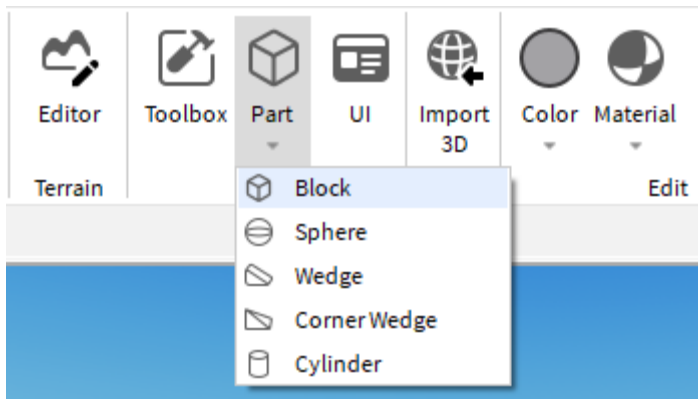 Editor
Toolbox
Part
UI
Import
3D
Color
Material
Terrain
Edit
Block
Sphere
Wedge
Corner Wedge
Cylinder